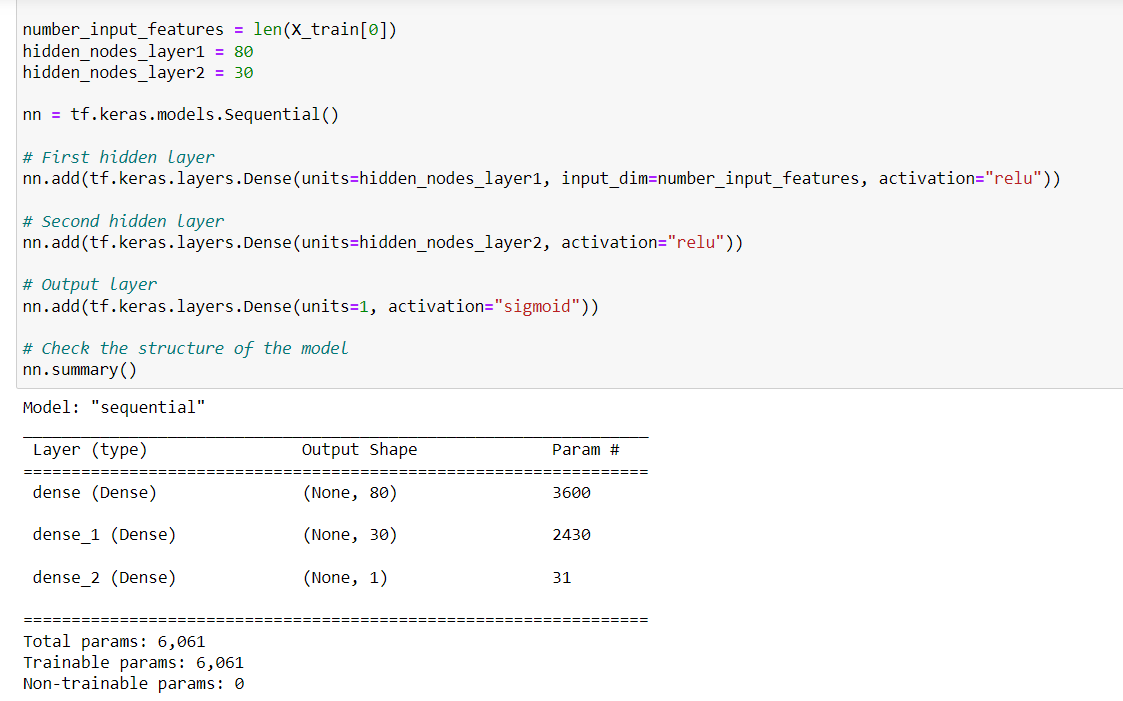 number_input_features = len(X_train[0])
hidden_nodes_layer1 = 80
hidden_nodes_layer2 = 30
nn = tf.keras.models.Sequential()
# First hidden layer
nn.add(tf.keras.layers.Dense(units=hidden_nodes_layer1, input_dim=number_input_features, activation="relu"))
# Second hidden layer
nn.add(tf.keras.layers.Dense(units=hidden_nodes_layer2, activation="relu"))
# Output layer
nn.add(tf.keras.layers.Dense(units=1, activation="sigmoid"))
# Check the structure of the model
nn.summary()
Model: "sequential"
_________________________________________________________________
Layer (type) Output Shape Param #
=================================================================
dense (Dense) (None, 80) 3600
dense_1 (Dense) (None, 30) 2430
dense_2 (Dense) (None, 1) 31
=================================================================
Total params: 6,061
Trainable params: 6,061
Non-trainable params: 0